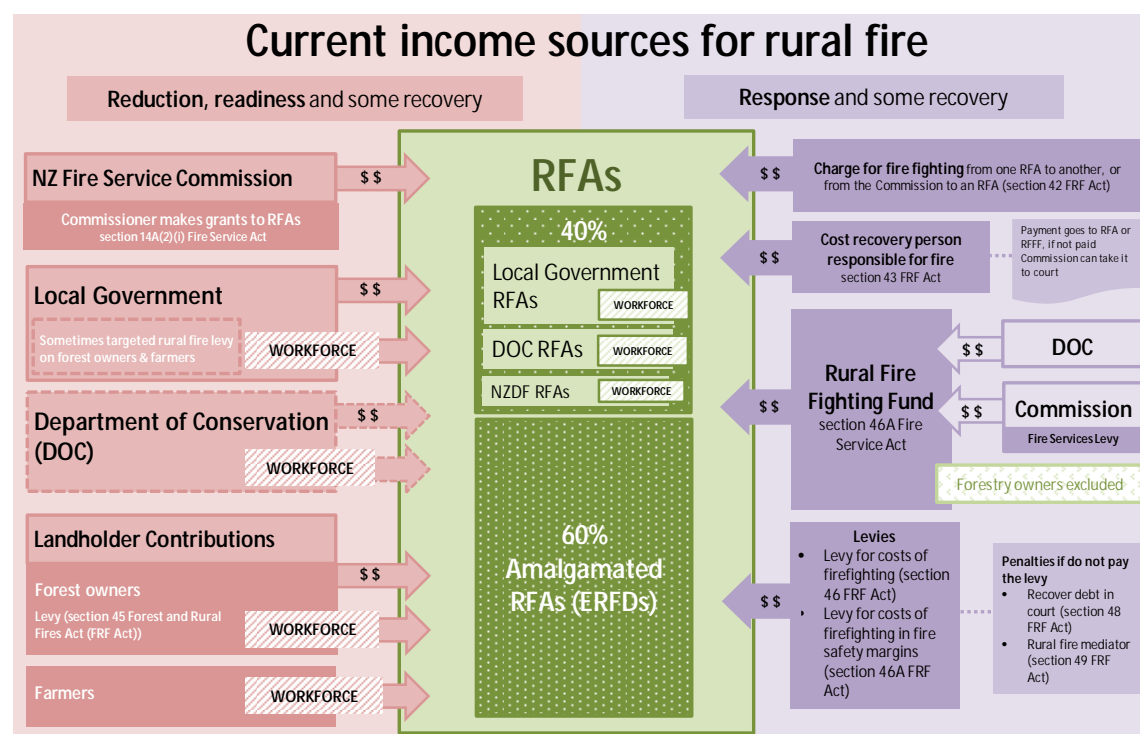 Current income sources for rural fire
Reduction, readiness and some recovery
Response and some recovery
NZ Fire Service Commission
$ $
Commissioner makes grants to RFAs
section 14A(2)(i) Fire Service Act
Local Government
$ $
Sometimes targeted rural fire levy
on forest owners & farmers
WORKFORCE
Department of Conservation
(DOC)
$ $
WORKFORCE
Landholder Contributions
Forest owners
$ $
Levy (section 45 Forest and Rural
Fires Act (FRF Act))
WORKFORCE
Farmers
WORKFORCE
RFAs
40%
Local Government
RFAs
WORKFORCE
DOC RFAs
WORKFORCE
NZDF RFAs
WORKFORCE
60%
Amalgamated
RFAs (ERFDs)
$ $
Charge for fire fighting from one RFA to another, or
from the Commission to an RFA (section 42 FRF Act)
$ $
Cost recovery person
responsible for fire
section 43 FRF Act
Payment goes to RFA or
RFFF, if not paid
Commission can take it
to court
$ $
Rural Fire
Fighting Fund
section 46A Fire
Service Act
$ $
DOC
$ $
Commission
Fire Services Levy
Forestry owners excluded
$ $
Levies
• Levy for costs of
firefighting (section
46 FRF Act)
• Levy for costs of
firefighting in fire
safety margins
(section 46A FRF
Act)
Penalties if do not pay
the levy
• Recover debt in
court (section 48
FRF Act)
• Rural fire mediator
(section 49 FRF
Act)